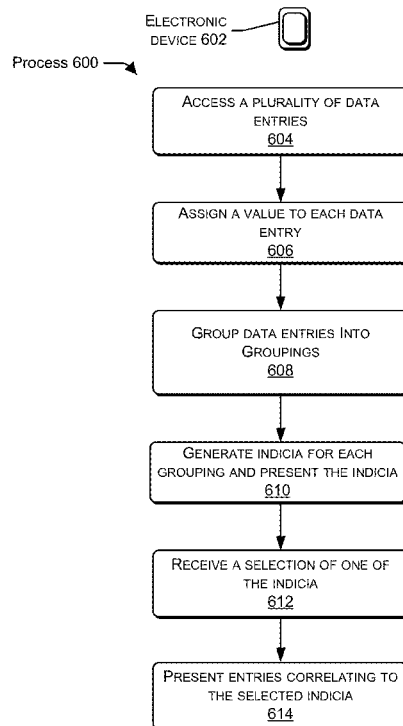 ELECTRONIC
DEVICE 602
Process 600
ACCESS A PLURALITY OF DATA
ENTRIES
604
ASSIGN A VALUE TO EACH DATA
ENTRY
606
GROUP DATA ENTRIES INTO
GROUPINGS
608
GENERATE INDICIA FOR EACH
GROUPING AND PRESENT THE INDICIA
610
RECEIVE A SELECTION OF ONE OF
THE INDICIA
612
PRESENT ENTRIES CORRELATING TO
THE SELECTED INDICIA
614